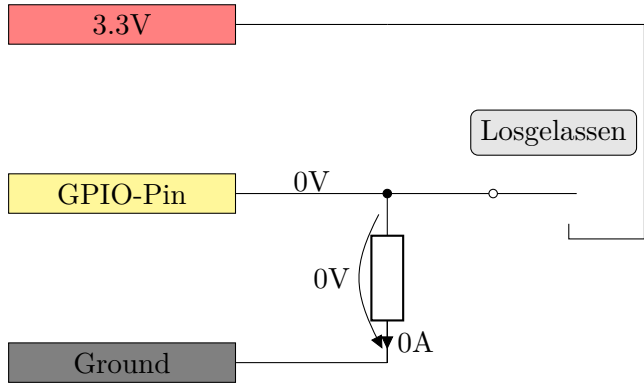 3.3V
Losgelassen
GPIO-Pin
0V
0V
0A
Ground